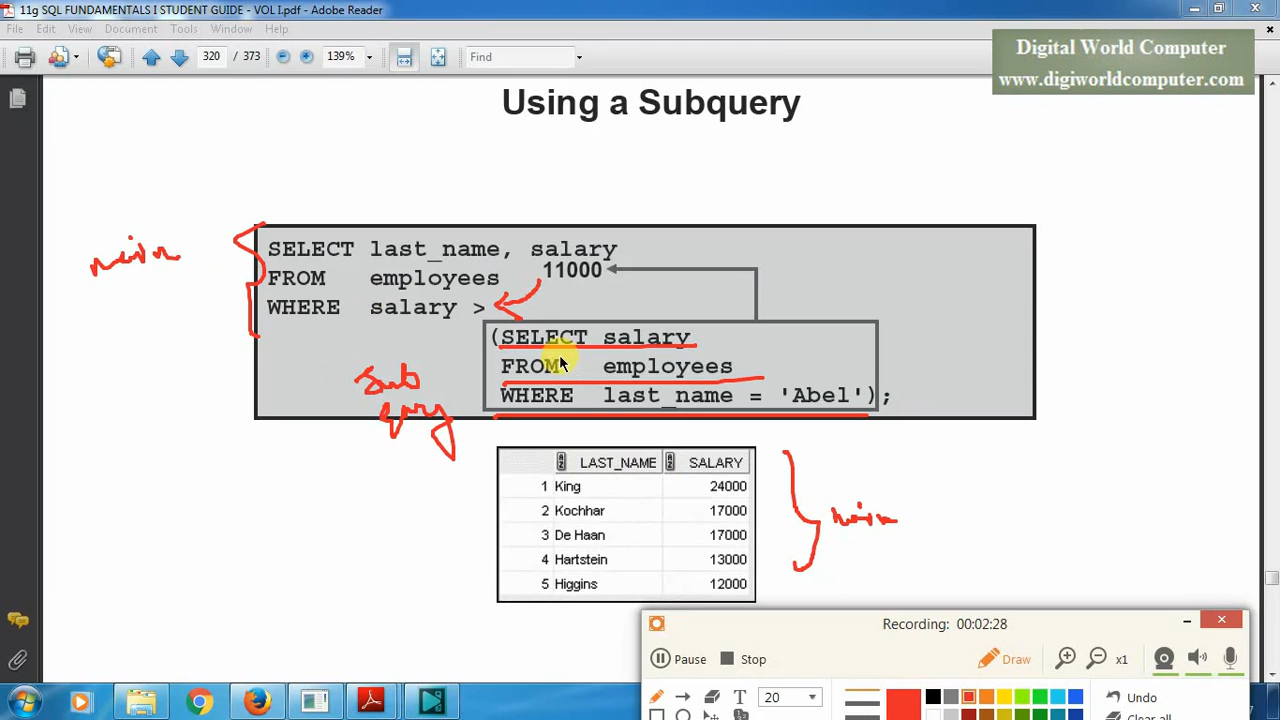 11g SQL FUNDAMENTALS I STUDENT GUIDE - VOL I.pdf - Adobe Reader
File Edit View Document Tools Window Help
320 / 373 139% Find
Digital World Computer
www.digiworldcomputer.com
Using a Subquery
SELECT last_name, salary
FROM employees 11000
WHERE salary >
(SELECT salary
FROM employees
WHERE last_name = 'Abel');
main
Sub
LAST_NAME SALARY
1 King 24000
2 Kochhar 17000
3 De Haan 17000
4 Hartstein 13000
5 Higgins 12000
main
Recording: 00:02:28
Pause Stop Draw x1
T 20 Undo
Clear all